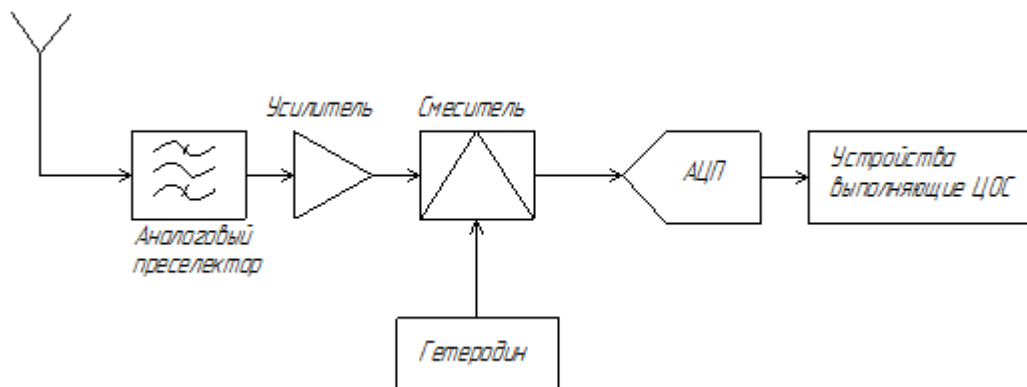 Усилитель
Смеситель
АЦП
Устройства
выполняющие ЦОС
Аналоговый
преселектор
Гетеродин